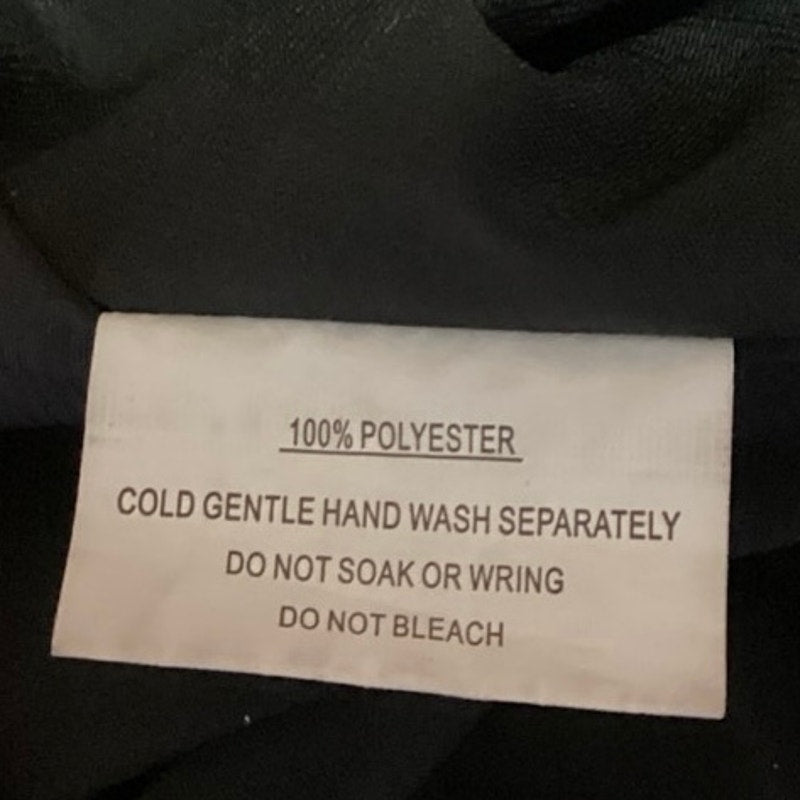 100% POLYESTER
COLD GENTLE HAND WASH SEPARATELY
DO NOT SOAK OR WRING
DO NOT BLEACH